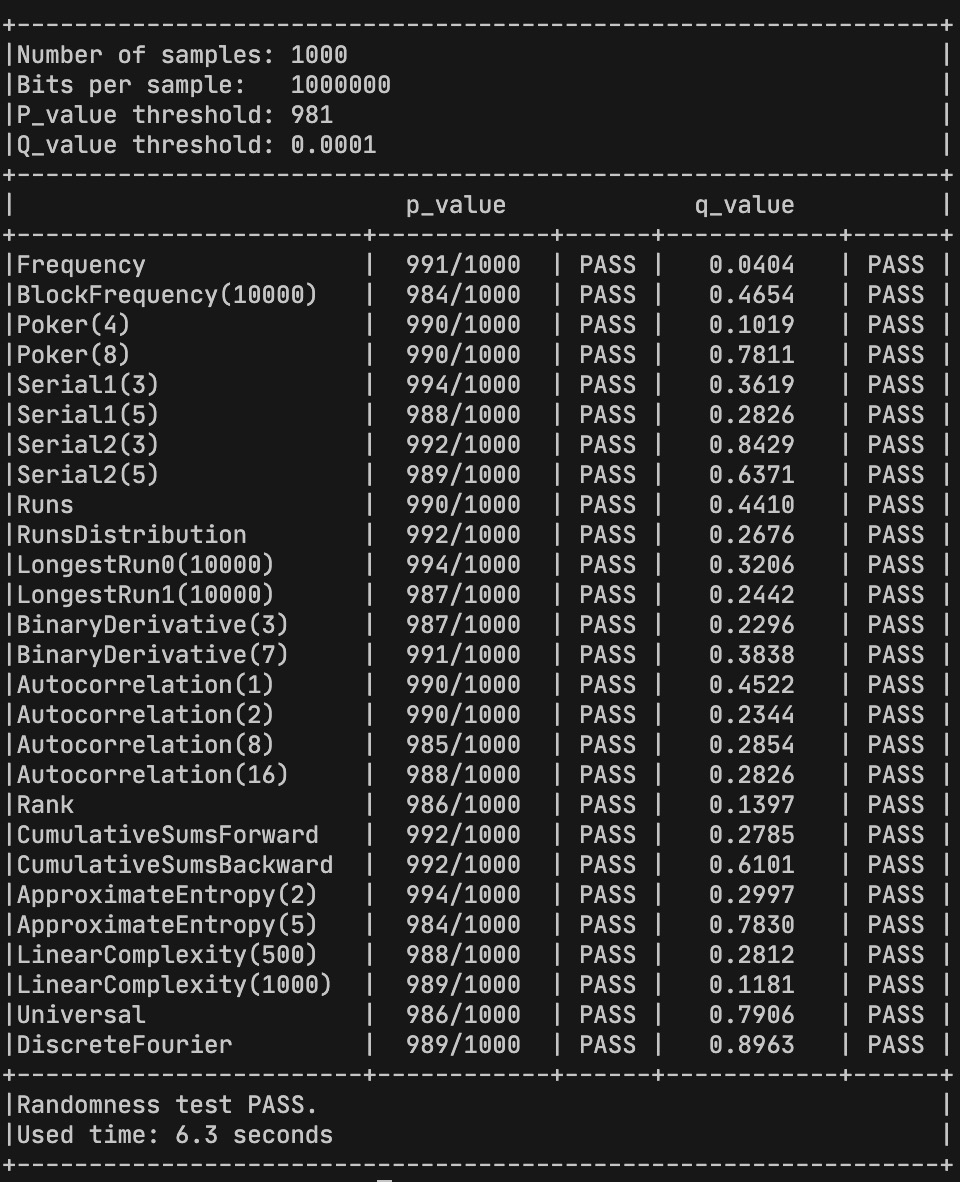 +----------------------------------------------------------------+
|Number of samples: 1000                                         |
|Bits per sample:   1000000                                      |
|P_value threshold: 981                                          |
|Q_value threshold: 0.0001                                       |
+----------------------------------------------------------------+
|                           p_value             q_value          |
+------------------------+------------+------+------------+------+
|Frequency               |  991/1000  | PASS |   0.0404   | PASS |
|BlockFrequency(10000)   |  984/1000  | PASS |   0.4654   | PASS |
|Poker(4)                |  990/1000  | PASS |   0.1019   | PASS |
|Poker(8)                |  990/1000  | PASS |   0.7811   | PASS |
|Serial1(3)              |  994/1000  | PASS |   0.3619   | PASS |
|Serial1(5)              |  988/1000  | PASS |   0.2826   | PASS |
|Serial2(3)              |  992/1000  | PASS |   0.8429   | PASS |
|Serial2(5)              |  989/1000  | PASS |   0.6371   | PASS |
|Runs                    |  990/1000  | PASS |   0.4410   | PASS |
|RunsDistribution        |  992/1000  | PASS |   0.2676   | PASS |
|LongestRun0(10000)      |  994/1000  | PASS |   0.3206   | PASS |
|LongestRun1(10000)      |  987/1000  | PASS |   0.2442   | PASS |
|BinaryDerivative(3)     |  987/1000  | PASS |   0.2296   | PASS |
|BinaryDerivative(7)     |  991/1000  | PASS |   0.3838   | PASS |
|Autocorrelation(1)      |  990/1000  | PASS |   0.4522   | PASS |
|Autocorrelation(2)      |  990/1000  | PASS |   0.2344   | PASS |
|Autocorrelation(8)      |  985/1000  | PASS |   0.2854   | PASS |
|Autocorrelation(16)     |  988/1000  | PASS |   0.2826   | PASS |
|Rank                    |  986/1000  | PASS |   0.1397   | PASS |
|CumulativeSumsForward   |  992/1000  | PASS |   0.2785   | PASS |
|CumulativeSumsBackward  |  992/1000  | PASS |   0.6101   | PASS |
|ApproximateEntropy(2)   |  994/1000  | PASS |   0.2997   | PASS |
|ApproximateEntropy(5)   |  984/1000  | PASS |   0.7830   | PASS |
|LinearComplexity(500)   |  988/1000  | PASS |   0.2812   | PASS |
|LinearComplexity(1000)  |  989/1000  | PASS |   0.1181   | PASS |
|Universal               |  986/1000  | PASS |   0.7906   | PASS |
|DiscreteFourier         |  989/1000  | PASS |   0.8963   | PASS |
+------------------------+------------+------+------------+------+
|Randomness test PASS.                                           |
|Used time: 6.3 seconds                                          |
+----------------------------------------------------------------+